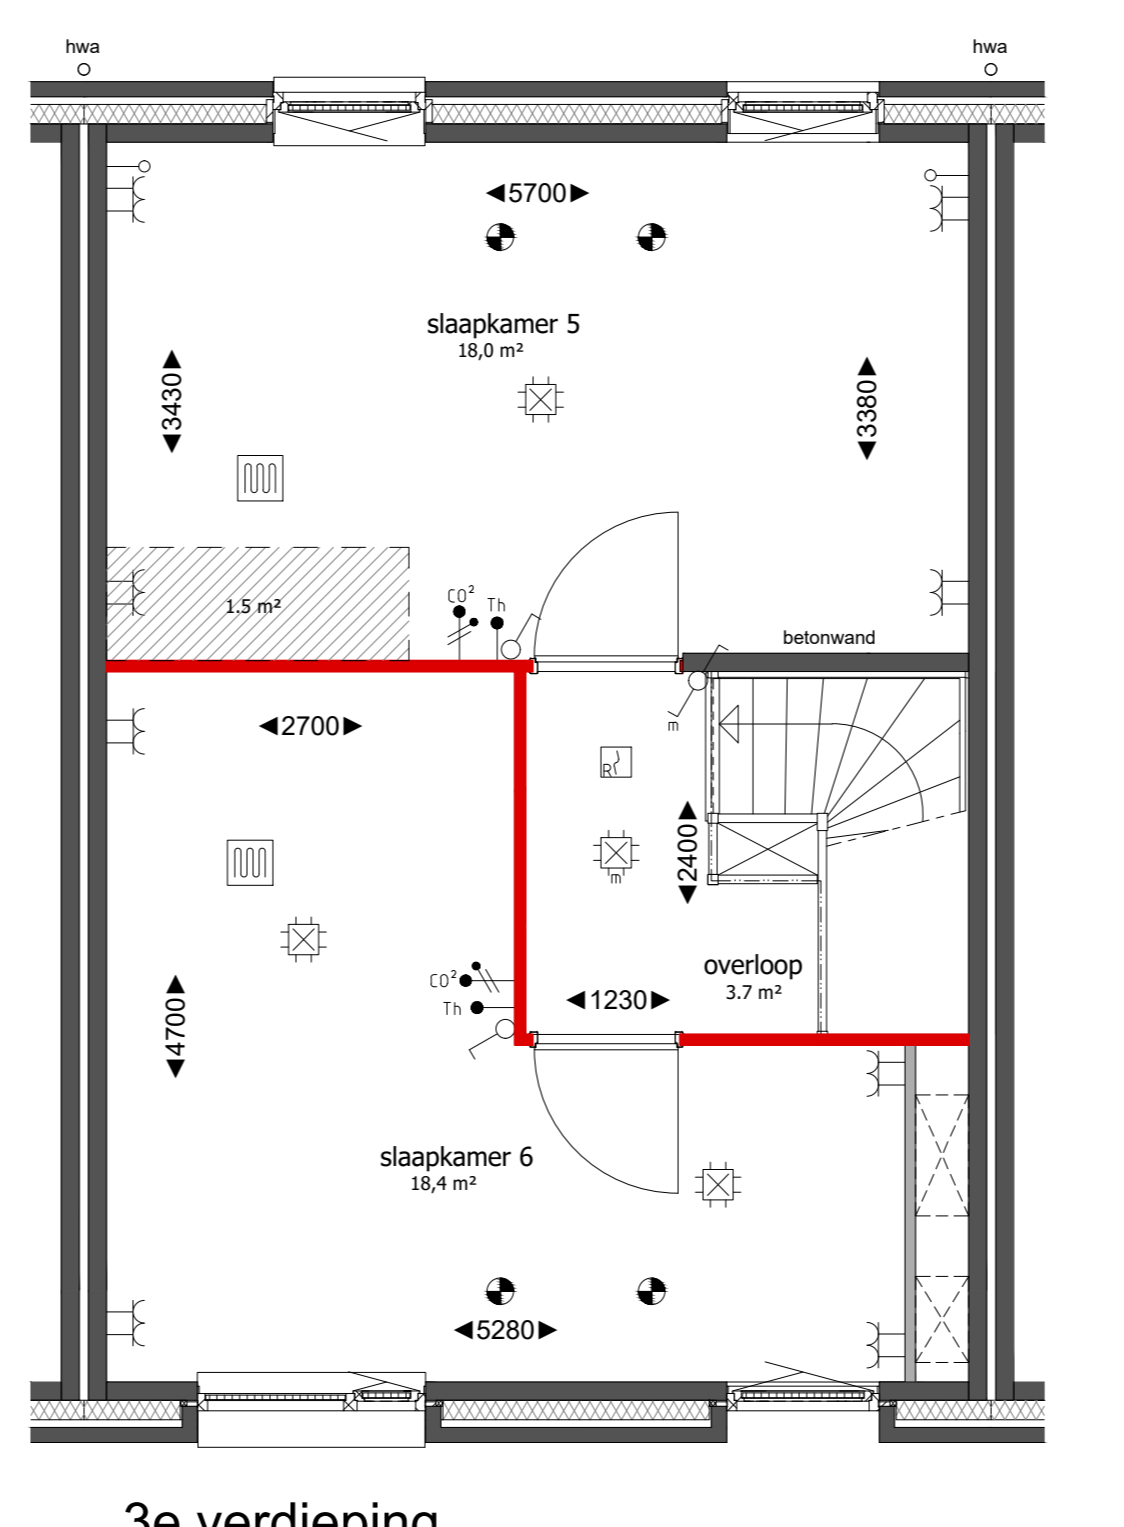 hwa
hwa
5700
slaapkamer 5
18,0 m²
3430
3380
1.5 m²
CO²
Th
betonwand
2700
m
R
m
2400
overloop
3.7 m²
CO²
Th
1230
4700
slaapkamer 6
18,4 m²
5280
3e verdieping